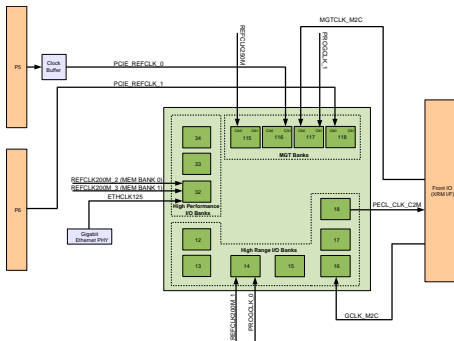 MGTCLK_M2C
REFCLK250M
PROGCLK_1
P5
Clock
Buffer
PCIE_REFCLK_0
PCIE_REFCLK_1
34
33
32
115
116
117
118
MGT Banks
REFCLK200M_2 (MEM BANK 0)
REFCLK200M_3 (MEM BANK 1)
ETHCLK125
High Performance
I/O Banks
P6
Gigabit
Ethernet PHY
Front IO
(XRM I/F)
18
PECL_CLK_C2M
17
16
12
13
High Range I/O Banks
14
15
GCLK_M2C
REFCLK200M_1
PROGCLK_0